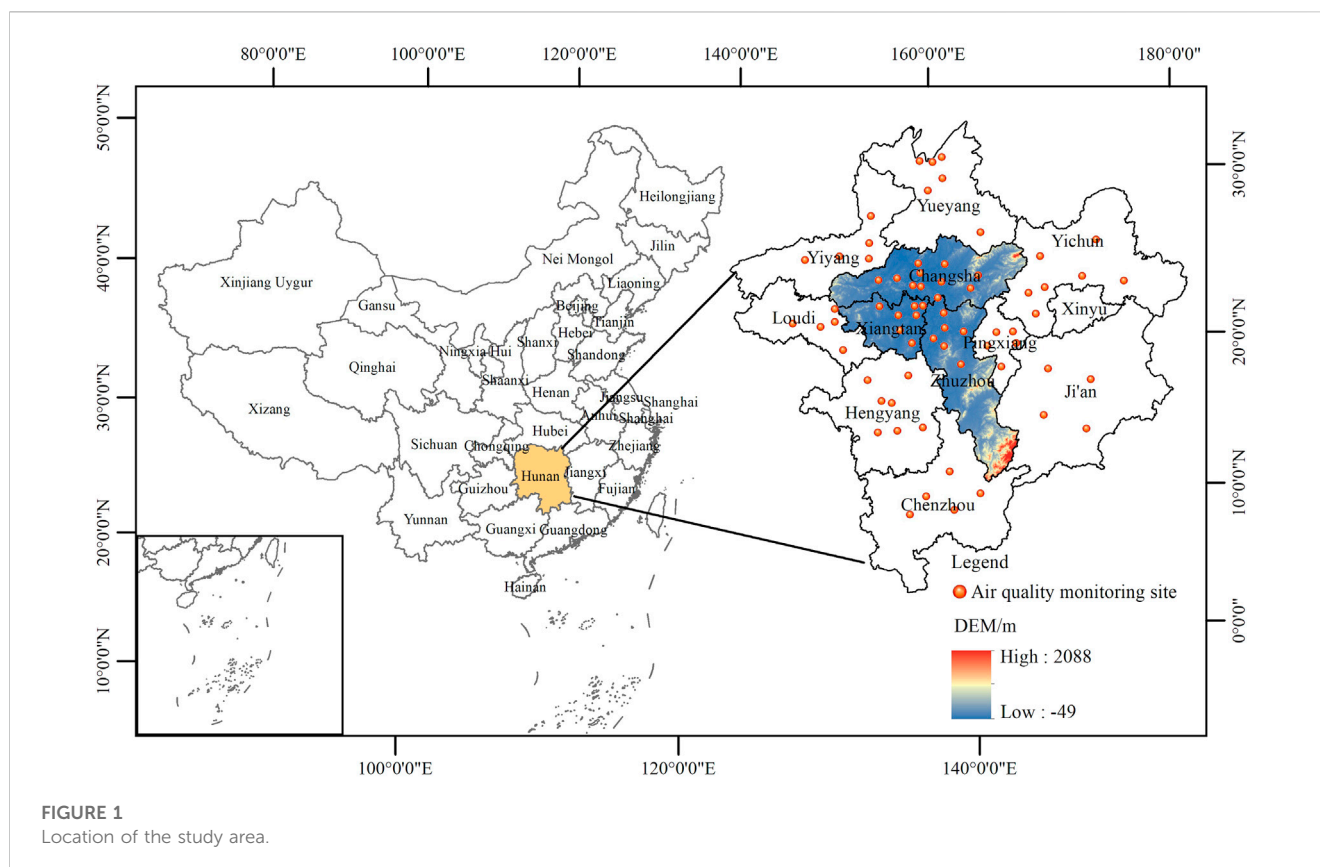 80°0'0"E
100°0'0"E
120°0'0"E
140°0'0"E
160°0'0"E
180°0'0"E
50°0'0"N
40°0'0"N
30°0'0"N
20°0'0"N
10°0'0"N
Heilongjiang
Jilin
Nei Mongol
Liaoning
Xinjiang Uygur
Gansu
Beijing
Tianjin
Hebei
Ningxia Hui
Shanxi
Shandong
Qinghai
Shaanxi
Henan
Jiangsu
Shanghai
Anhui
Shanghai
Xizang
Hubei
Sichuan
Chongqing
Zhejiang
Hunan
Jiangxi
Guizhou
Fujian
Yunnan
Guangxi
Guangdong
Hainan
Yueyang
Yichun
Yiyang
Changsha
Loudi
Xiangtan
Xinyu
Pingxiang
Zhuzhou
Ji'an
Hengyang
Chenzhou
Legend
Air quality monitoring site
DEM/m
High : 2088
Low : -49
30°0'0"N
20°0'0"N
10°0'0"N
0°0'0"
100°0'0"E
120°0'0"E
140°0'0"E
FIGURE 1
Location of the study area.